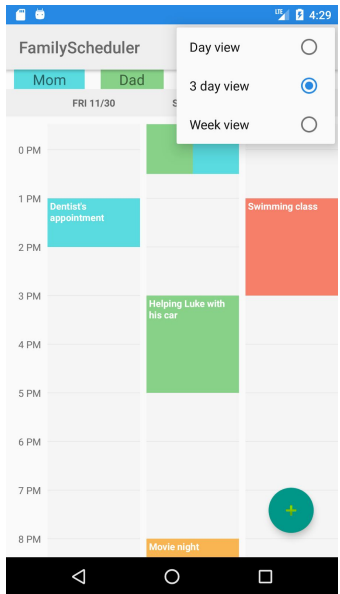 LTE 4:29
FamilyScheduler
Day view
3 day view
Week view
Mom
Dad
FRI 11/30
S
0 PM
1 PM
Dentist's
appointment
Swimming class
2 PM
3 PM
Helping Luke with
his car
4 PM
5 PM
6 PM
7 PM
+
8 PM
Movie night